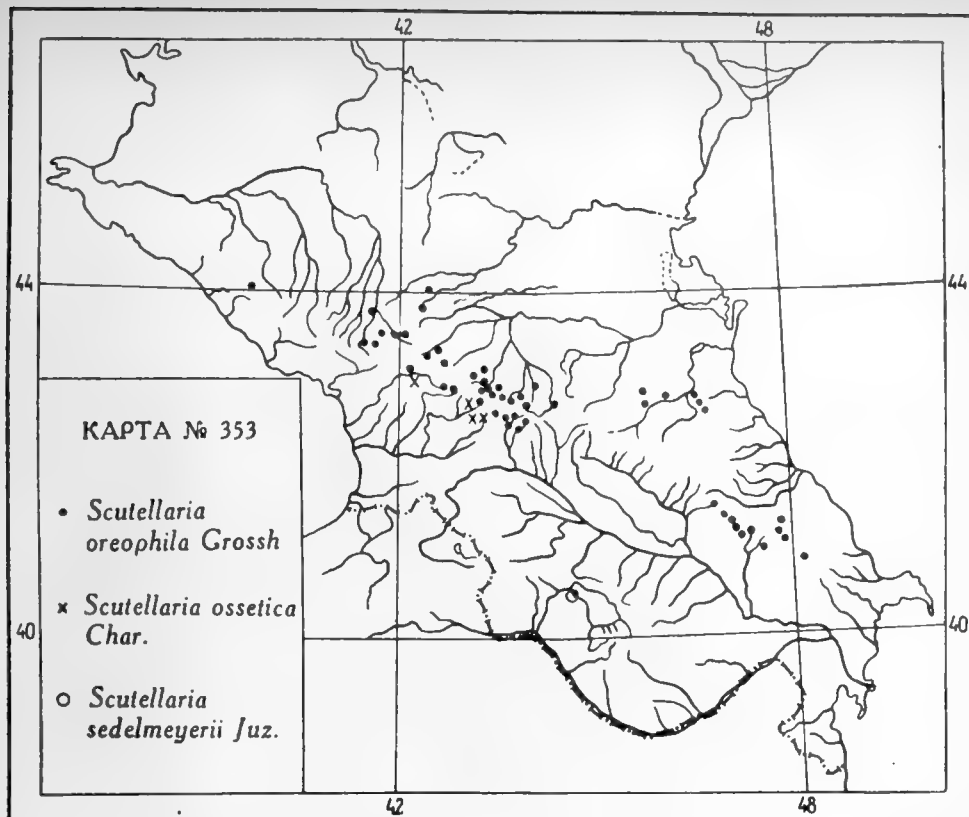 42 48
44 44
КАРТА № 353
• Scutellaria
oreophila Grossh
× Scutellaria ossetica
Char.
40 40
○ Scutellaria
sedelmeyerii Juz.
42 48